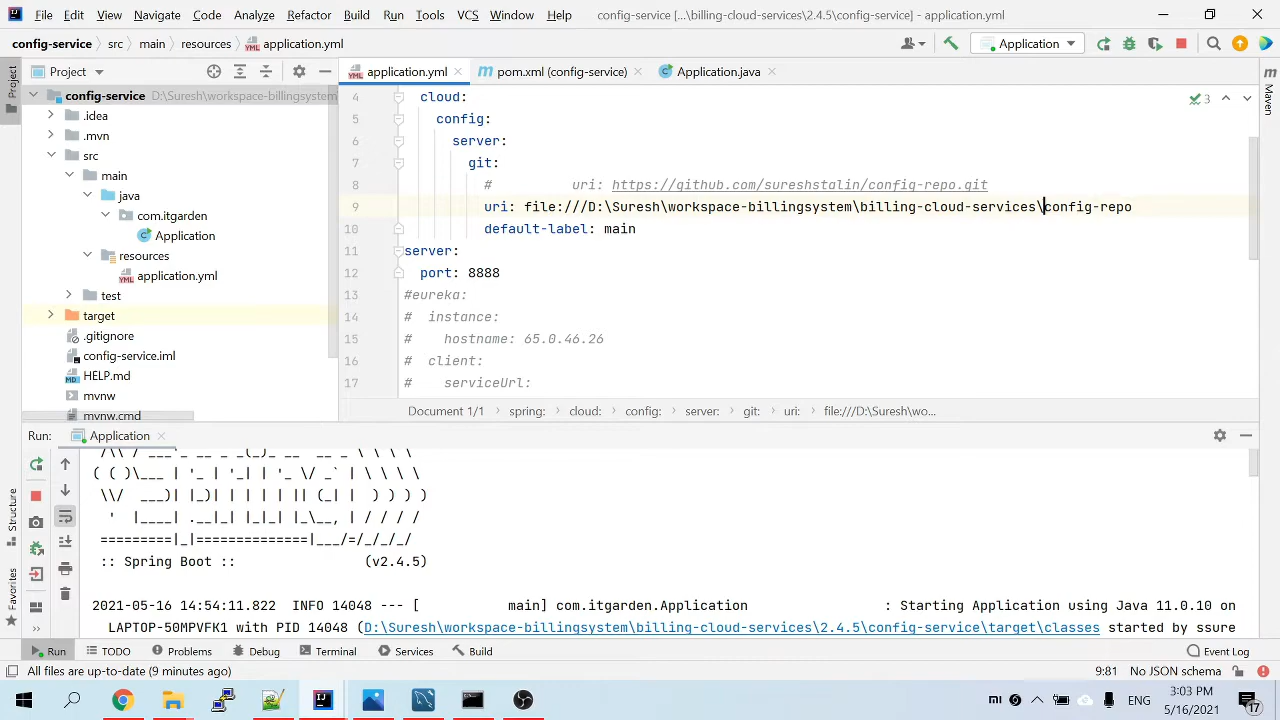 File Edit View Navigate Code Analyze Refactor Build Run Tools VCS Window Help config-service [...\billing-cloud-services\2.4.5\config-service] - application.yml
config-service src main resources application.yml Application
Project application.yml pom.xml (config-service) Application.java
Project
config-service D:\Suresh\workspace-billingsystem
.idea
.mvn
src
main
java
com.itgarden
Application
resources
application.yml
test
target
.gitignore
config-service.iml
HELP.md
mvnw
mvnw.cmd
3
4 cloud:
5 config:
6 server:
7 git:
8 # uri: https://github.com/sureshstalin/config-repo.git
9 uri: file:///D:\Suresh\workspace-billingsystem\billing-cloud-services\config-repo
10 default-label: main
11 server:
12 port: 8888
13 #eureka:
14 # instance:
15 # hostname: 65.0.46.26
16 # client:
17 # serviceUrl:
Maven
Document 1/1 spring: cloud: config: server: git: uri: file:///D:\Suresh\wo...
Run: Application
Structure
Favorites
( ( )\___ | '_ | '_| | '_ \/ _` | \ \ \ \
\\/ ___)| |_)| | | | | || (_| | ) ) ) )
' |____| .__|_| |_|_| |_\__, | / / / /
=========|_|==============|___/=/_/_/_/
:: Spring Boot :: (v2.4.5)
2021-05-16 14:54:11.822 INFO 14048 --- [ main] com.itgarden.Application : Starting Application using Java 11.0.10 on
LAPTOP-50MPVFK1 with PID 14048 (D:\Suresh\workspace-billingsystem\billing-cloud-services\2.4.5\config-service\target\classes started by ssure
Run TODO Problems Debug Terminal Services Build Event Log
All files are up-to-date (9 minutes ago) 9:81 No JSON schema
ENG :03 PM
5/16/2021
17